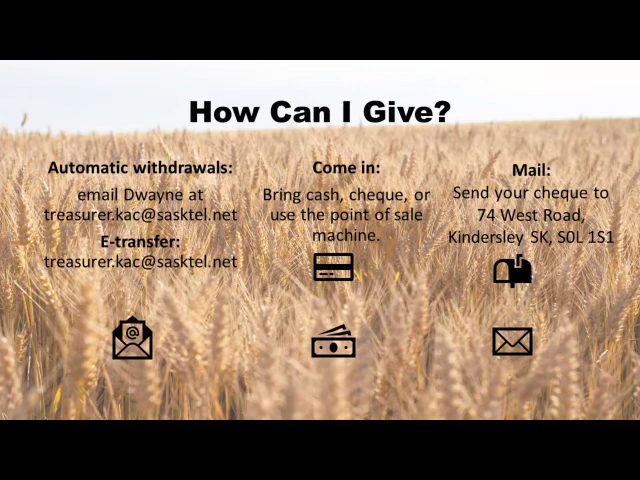 How Can I Give?
Automatic withdrawals:
email Dwayne at
treasurer.kac@sasktel.net
E-transfer:
treasurer.kac@sasktel.net
Come in:
Bring cash, cheque, or
use the point of sale
machine.
Mail:
Send your cheque to
74 West Road,
Kindersley SK, S0L 1S1